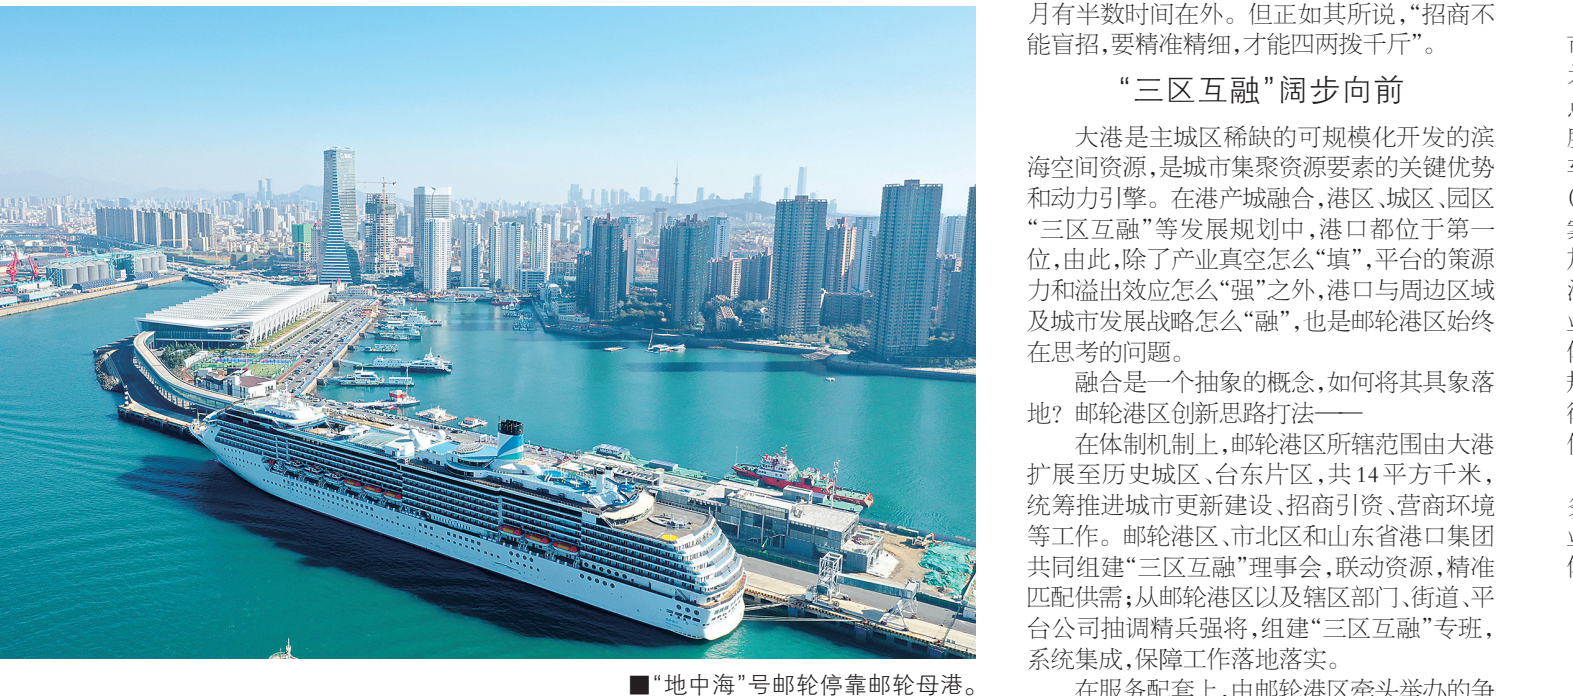 ■“地中海”号邮轮停靠邮轮母港。
月有半数时间在外。但正如其所说,“招商不
能盲招,要精准精细,才能四两拨千斤”。
“三区互融”阔步向前
大港是主城区稀缺的可规模化开发的滨
海空间资源,是城市集聚资源要素的关键优势
和动力引擎。在港产城融合,港区、城区、园区
“三区互融”等发展规划中,港口都位于第一
位,由此,除了产业真空怎么“填”,平台的策源
力和溢出效应怎么“强”之外,港口与周边区域
及城市发展战略怎么“融”,也是邮轮港区始终
在思考的问题。
融合是一个抽象的概念,如何将其具象落
地?邮轮港区创新思路打法——
在体制机制上,邮轮港区所辖范围由大港
扩展至历史城区、台东片区,共14平方千米,
统筹推进城市更新建设、招商引资、营商环境
等工作。邮轮港区、市北区和山东省港口集团
共同组建“三区互融”理事会,联动资源,精准
匹配供需;从邮轮港区以及辖区部门、街道、平
台公司抽调精兵强将,组建“三区互融”专班,
系统集成,保障工作落地落实。
在服务配套上,由邮轮港区牵头举办的争